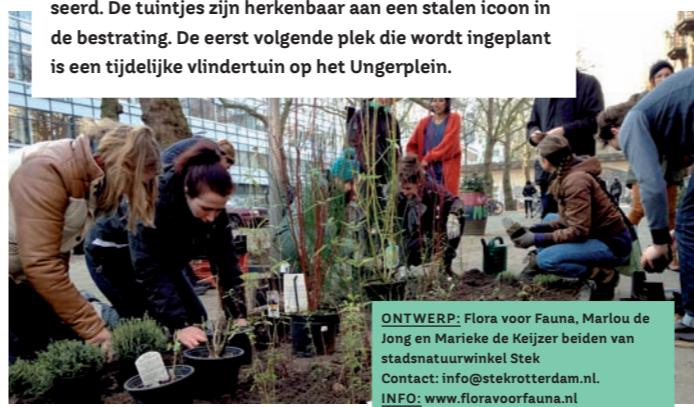 seerd. De tuintjes zijn herkenbaar aan een stalen icoon in
de bestrating. De eerst volgende plek die wordt ingeplant
is een tijdelijke vlindertuin op het Ungerplein.
ONTWERP: Flora voor Fauna, Marlou de
Jong en Marieke de Keijzer beiden van
stadsnatuurwinkel Stek
Contact: info@stekrotterdam.nl.
INFO: www.floravoorfauna.nl